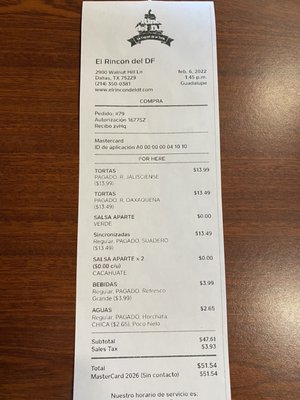 Rincon
del DF
El Rincon del DF
2900 Walnut Hill Ln
Dallas, TX 75229
(214) 350-0381
www.elrincondeldf.com
feb. 6, 2022
1:45 p.m.
Guadalupe
COMPRA
Pedido: #79
Autorización 16775Z
Recibo zvHq
Mastercard
ID de aplicación A0 00 00 00 04 10 10
FOR HERE
TORTAS $13.99
PAGADO, R. JALISCIENSE
($13.99)
TORTAS $13.49
PAGADO, R. OAXAQUENA
($13.49)
SALSA APARTE $0.00
VERDE
Sincronizadas $13.49
Regular, PAGADO, SUADERO
($13.49)
SALSA APARTE x 2 $0.00
($0.00 c/u)
CACAHUATE
BEBIDAS $3.99
Regular, PAGADO, Refresco
Grande ($3.99)
AGUAS $2.65
Regular, PAGADO, Horchata,
CHICA ($2.65), Poco hielo
Subtotal $47.61
Sales Tax $3.93
Total $51.54
MasterCard 2026 (Sin contacto) $51.54
Nuestro horario de servicio es: